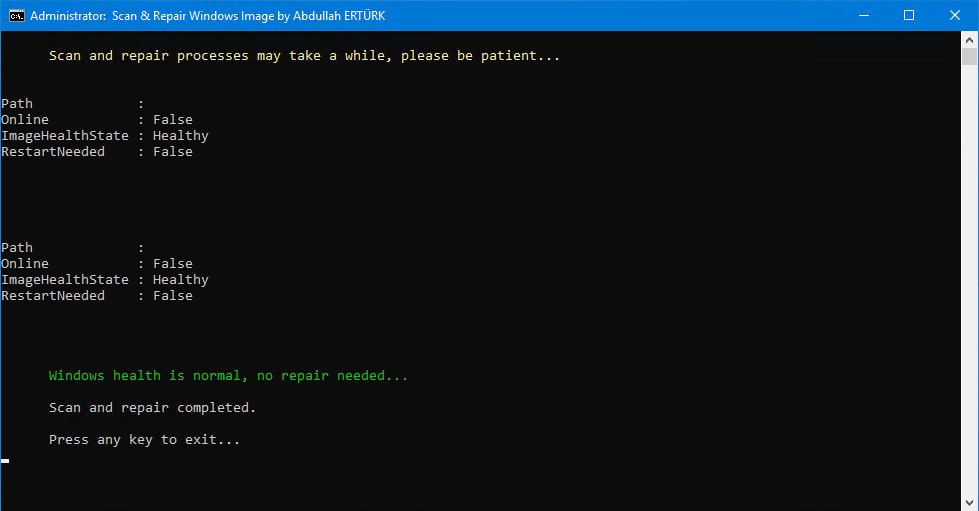 Administrator:  Scan & Repair Windows Image by Abdullah ERTÜRK
Scan and repair processes may take a while, please be patient...
Path             :
Online           : False
ImageHealthState : Healthy
RestartNeeded    : False
Path             :
Online           : False
ImageHealthState : Healthy
RestartNeeded    : False
Windows health is normal, no repair needed...
Scan and repair completed.
Press any key to exit...